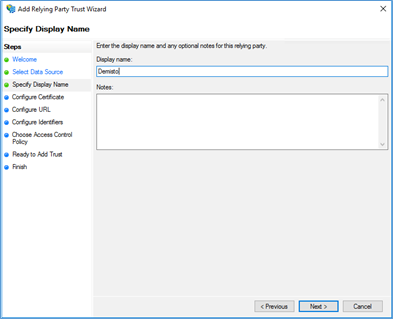 Add Relying Party Trust Wizard
Specify Display Name
Steps
Welcome
Select Data Source
Specify Display Name
Configure Certificate
Configure URL
Configure Identifiers
Choose Access Control
Policy
Ready to Add Trust
Finish
Enter the display name and any optional notes for this relying party.
Display name:
Demisto
Notes:
< Previous
Next >
Cancel